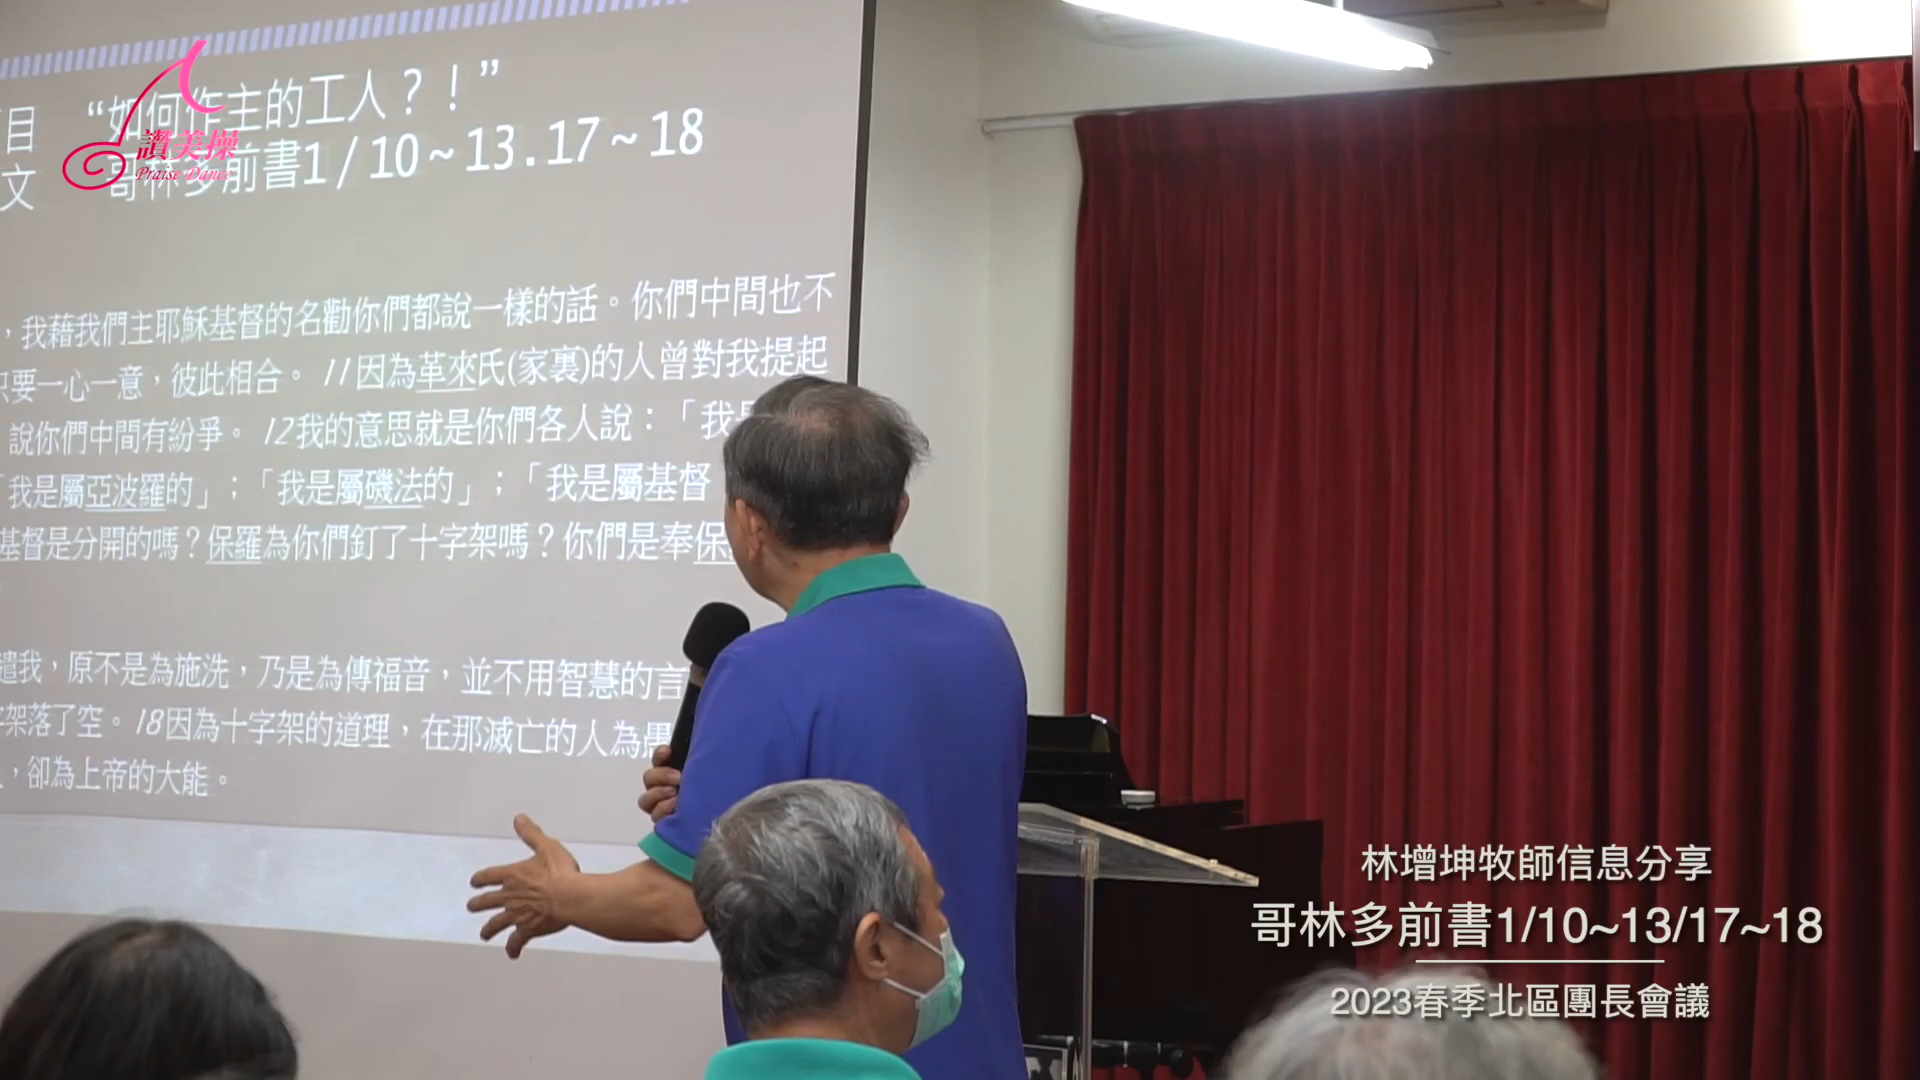 目 “如何作主的工人？！”
文 哥林多前書1/10~13.17~18
讚美操
Praise Dance
，我藉我們主耶穌基督的名勸你們都說一樣的話。你們中間也不
只要一心一意，彼此相合。 11因為革來氏(家裏)的人曾對我提起
說你們中間有紛爭。 12我的意思就是你們各人說：「我是
「我是屬亞波羅的」；「我是屬磯法的」；「我是屬基督
基督是分開的嗎？保羅為你們釘了十字架嗎？你們是奉保
遣我，原不是為施洗，乃是為傳福音，並不用智慧的言
字架落了空。18因為十字架的道理，在那滅亡的人為愚
，卻為上帝的大能。
林增坤牧師信息分享
哥林多前書1/10~13/17~18
2023春季北區團長會議